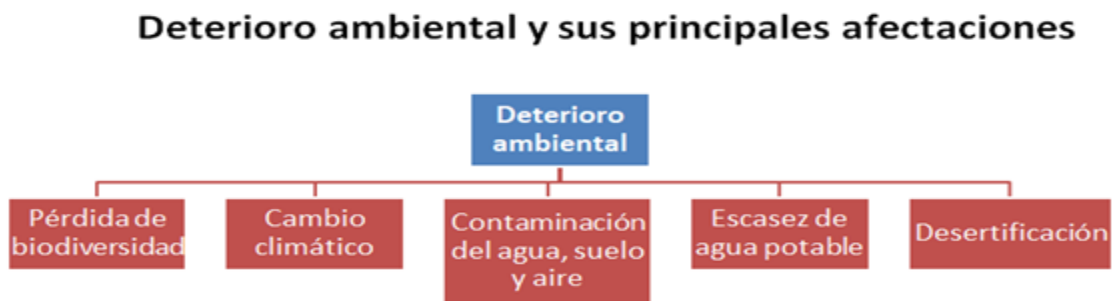 Deterioro ambiental y sus principales afectaciones
Deterioro
ambiental
Pérdida de
biodiversidad
Cambio
climático
Contaminación
del agua, suelo
y aire
Escasez de
agua potable
Desertificación